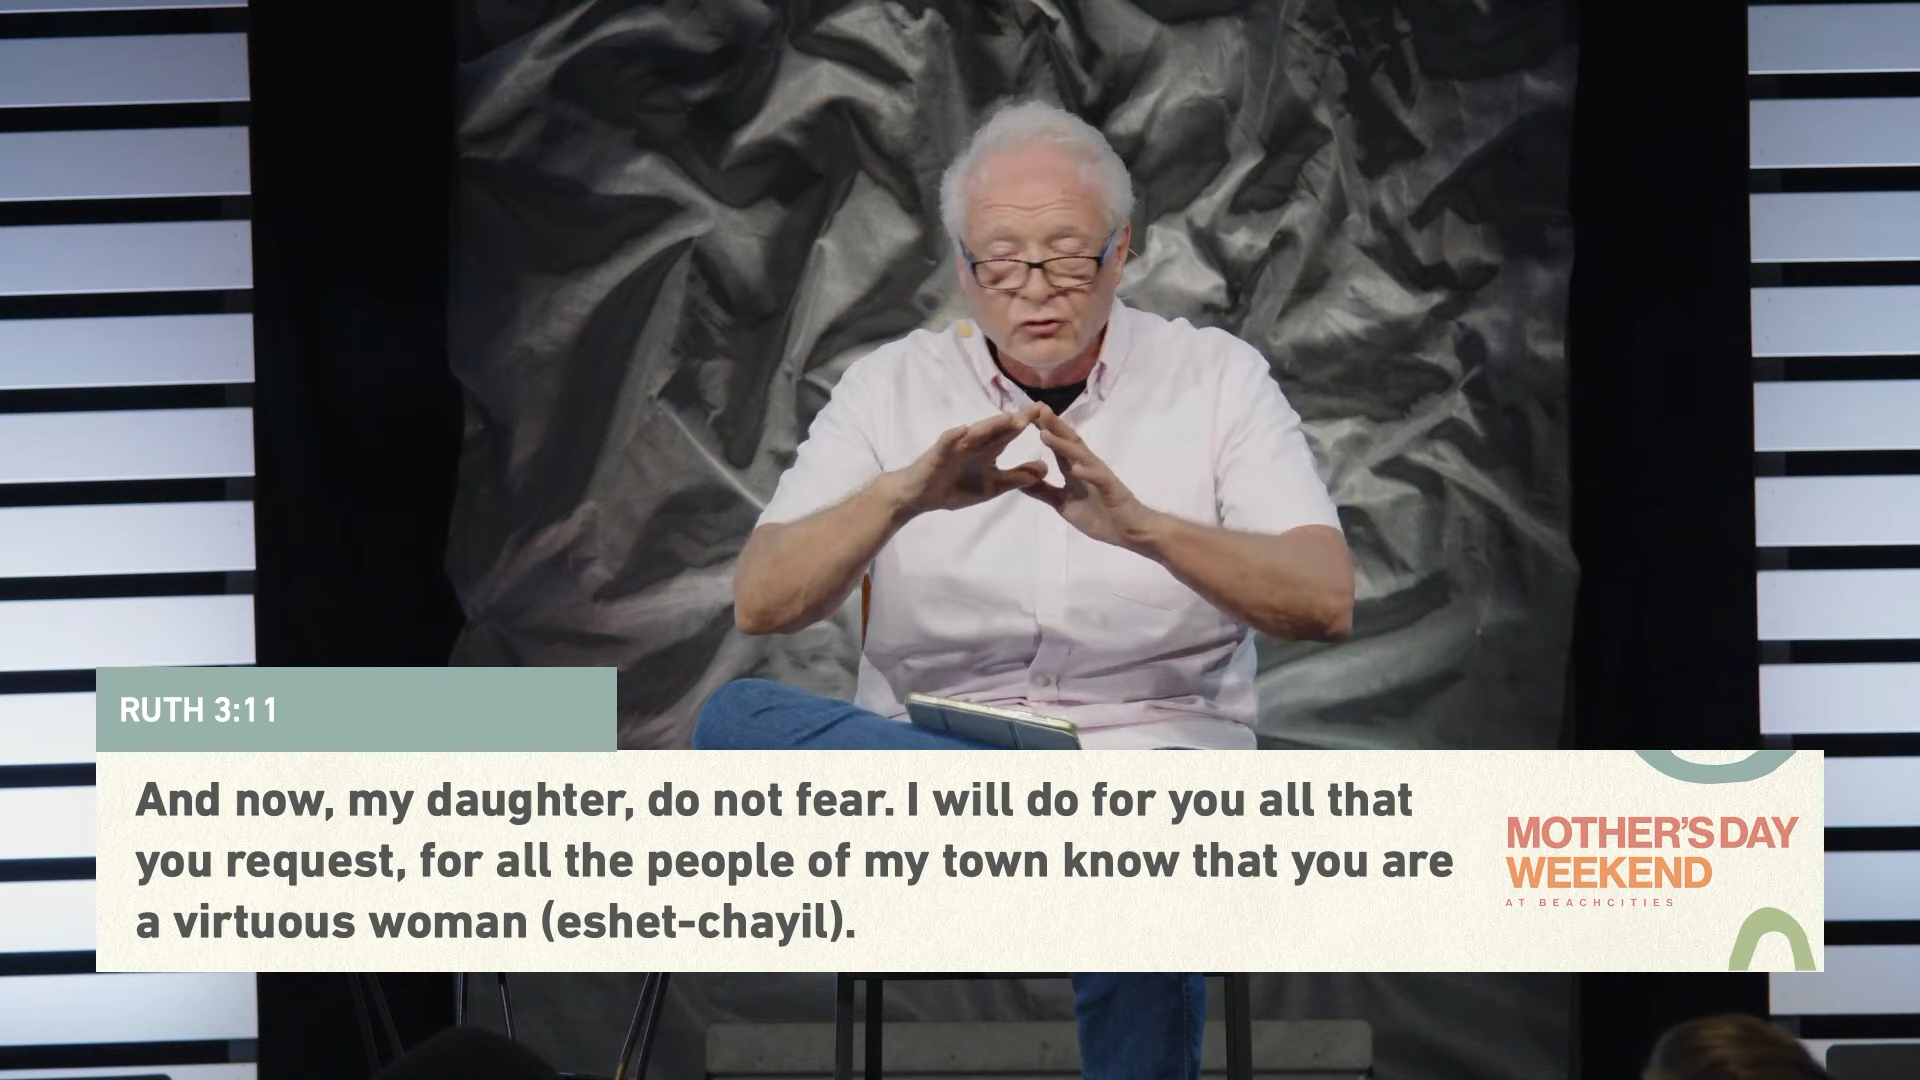 RUTH 3:11
And now, my daughter, do not fear. I will do for you all that
you request, for all the people of my town know that you are
a virtuous woman (eshet-chayil).
MOTHER'S DAY
WEEKEND
AT BEACHCITIES